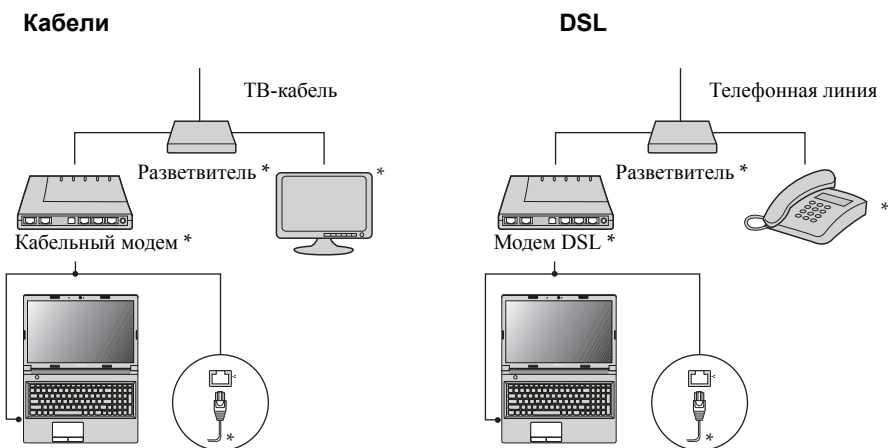 Кабели
DSL
ТВ-кабель
Телефонная линия
Разветвитель *
*
Разветвитель *
*
Кабельный модем *
Модем DSL *
*
*